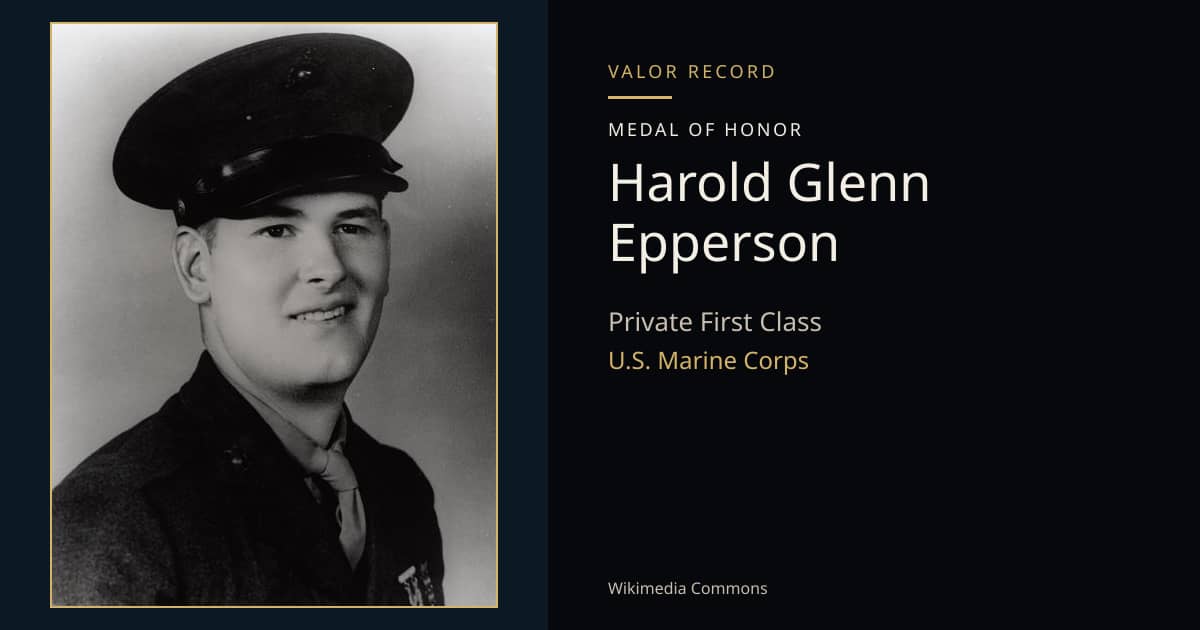 VALOR RECORD
MEDAL OF HONOR
Harold Glenn
Epperson
Private First Class
U.S. Marine Corps
Wikimedia Commons